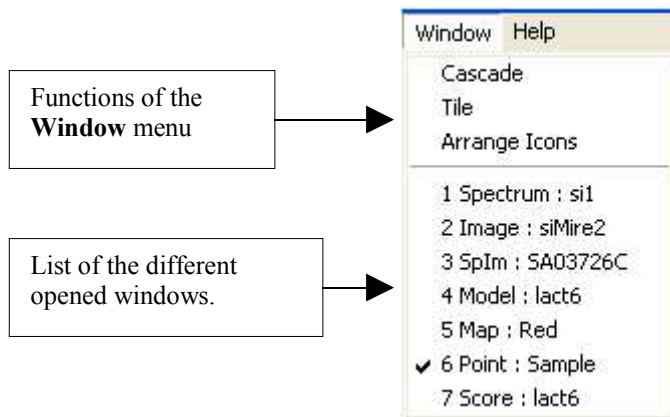 Window Help
Functions of the
Window menu
Cascade
Tile
Arrange Icons
List of the different
opened windows.
1 Spectrum : si1
2 Image : siMire2
3 SpIm : SA03726C
4 Model : lact6
5 Map : Red
✔ 6 Point : Sample
7 Score : lact6